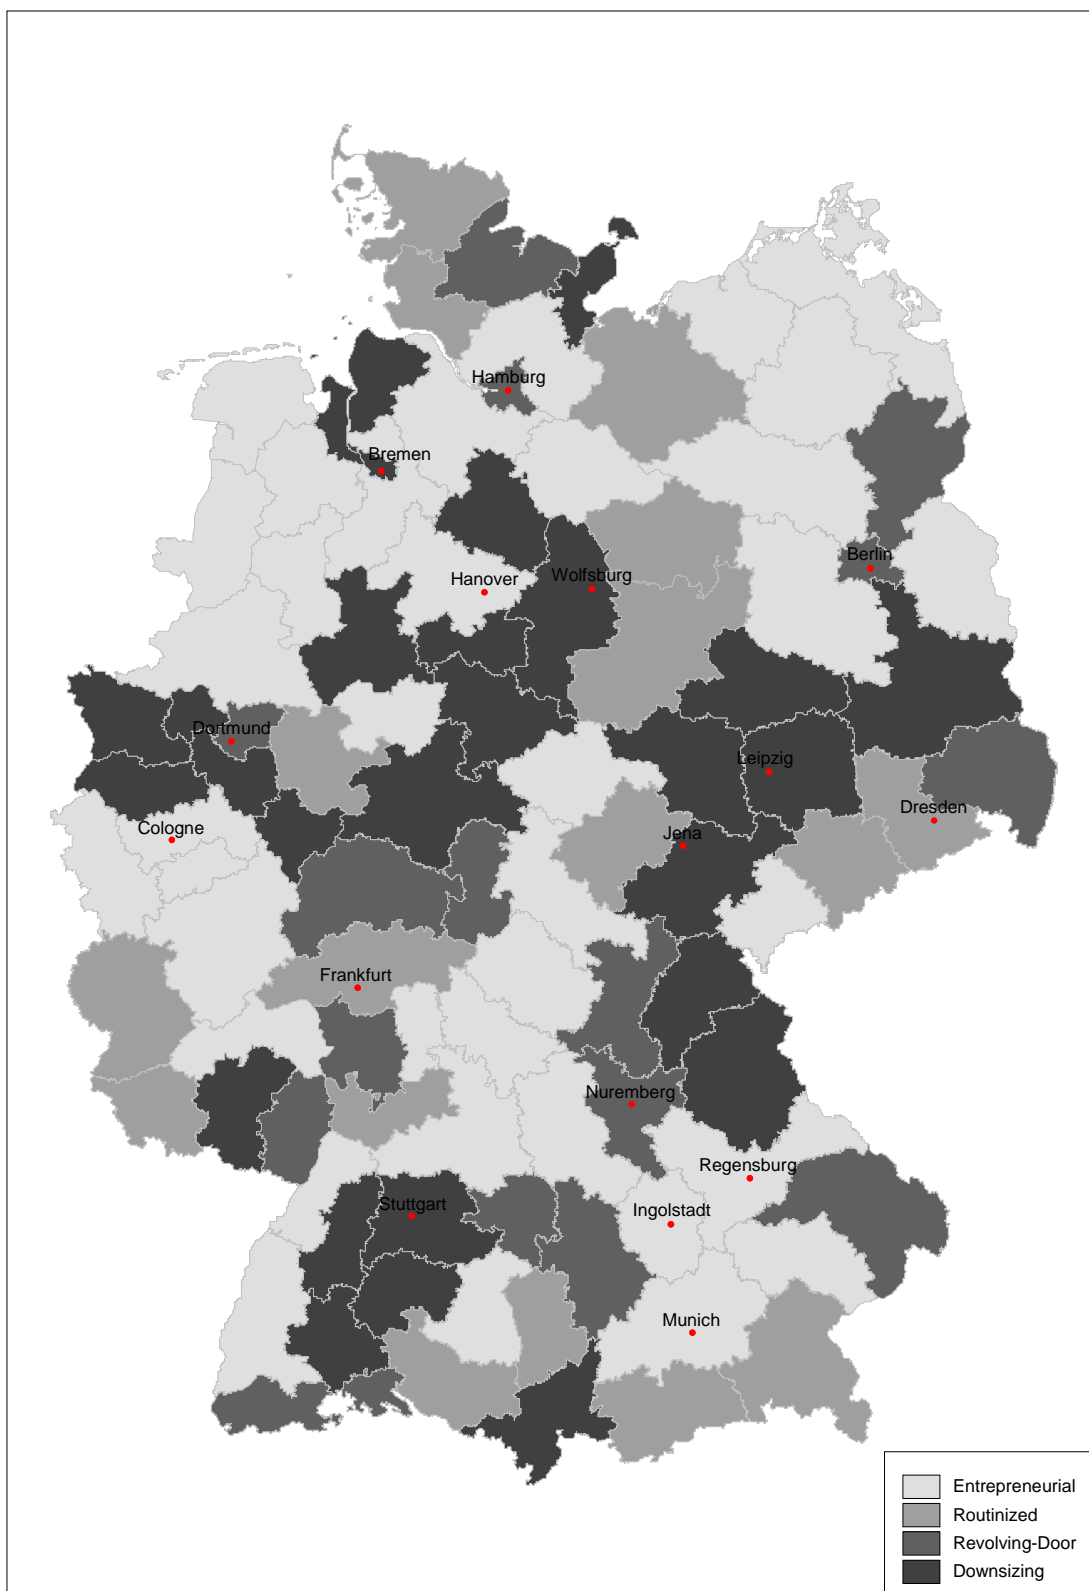 Hamburg
Bremen
Berlin
Hanover
Wolfsburg
Dortmund
Leipzig
Dresden
Cologne
Jena
Frankfurt
Nuremberg
Regensburg
Stuttgart
Ingolstadt
Munich
Entrepreneurial
Routinized
Revolving-Door
Downsizing